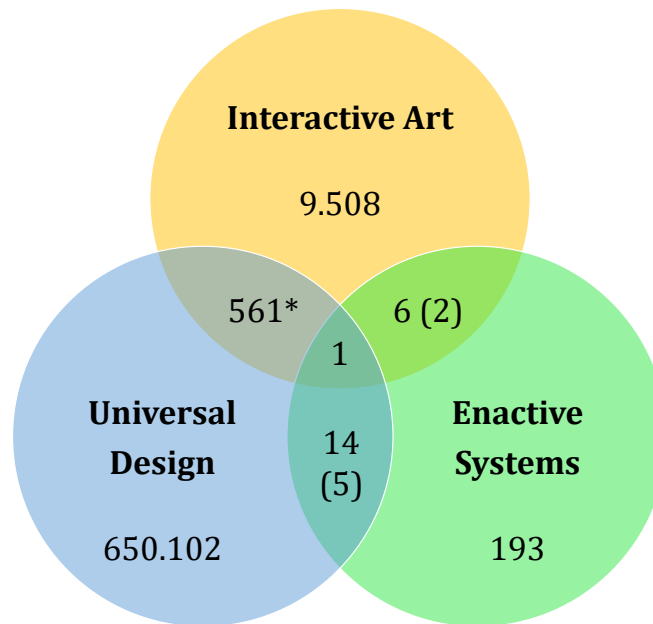 Interactive Art
9.508
561*
6 (2)
1
Universal
Design
14
(5)
Enactive
Systems
650.102
193